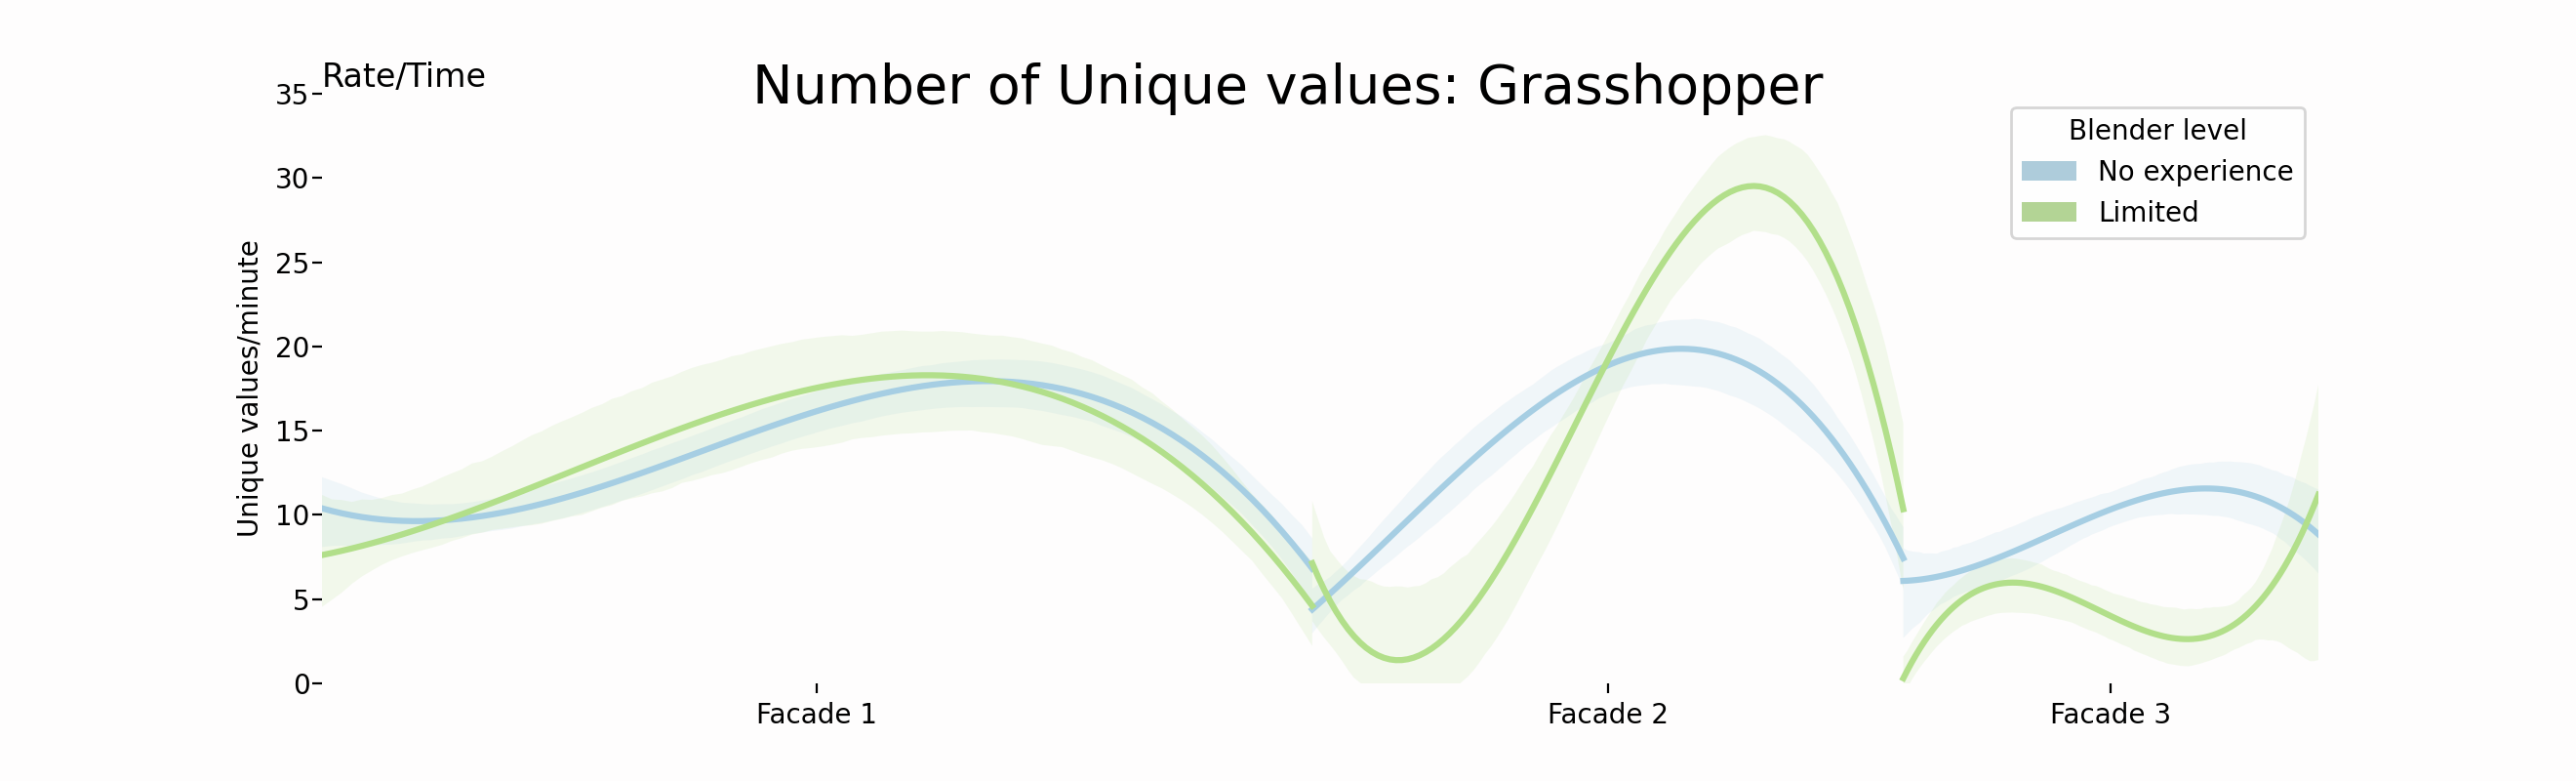 Rate/Time
Number of Unique values: Grasshopper
35
30
25
20
15
10
5
0
Unique values/minute
Blender level
No experience
Limited
Facade 1
Facade 2
Facade 3